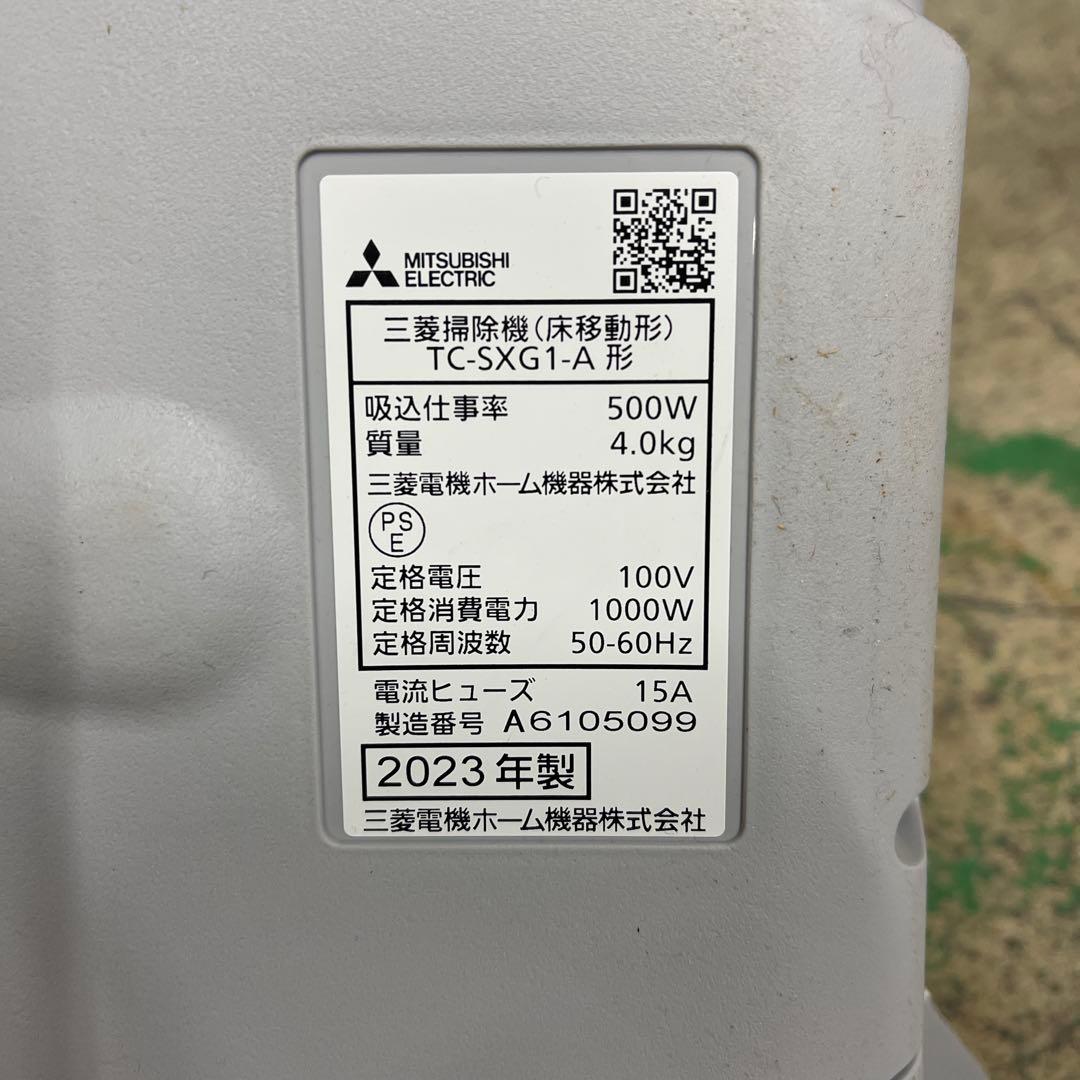 MITSUBISHI
ELECTRIC
三菱掃除機(床移動形)
TC-SXG1-A 形
吸込仕事率 500W
質量 4.0kg
三菱電機ホーム機器株式会社
PS
E
定格電圧 100V
定格消費電力 1000W
定格周波数 50-60Hz
電流ヒューズ 15A
製造番号 A6105099
2023年製
三菱電機ホーム機器株式会社